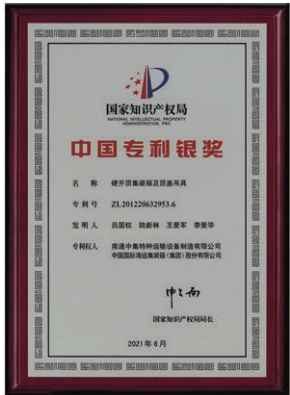 国家知识产权局
NATIONAL INTELLECTUAL PROPERTY
ADMINISTRATION, PRC
中国专利银奖
名 称 硬开顶集装箱及顶盖吊具
专 利 号 ZL201220632953.6
发 明 人 吕国权 陆新林 王爱军 李爱华
专利权人 南通中集特种运输设备制造有限公司
中国国际海运集装箱(集团)股份有限公司
国家知识产权局局长
2021年6月